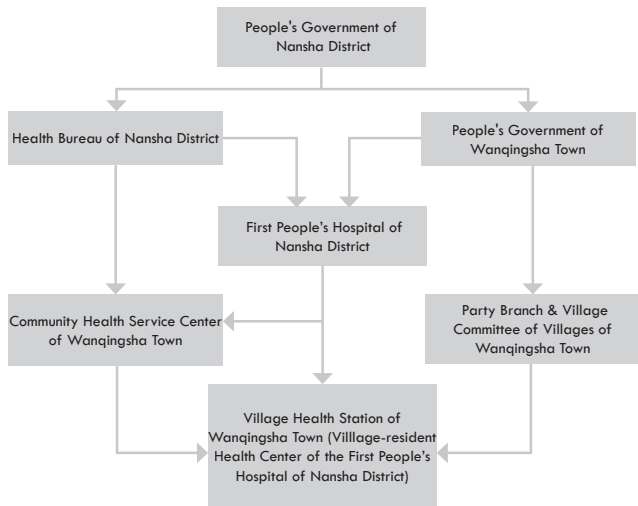 People's Government of
Nansha District
Health Bureau of Nansha District
People's Government of
Wanqingsha Town
First People's Hospital of
Nansha District
Community Health Service Center
of Wanqingsha Town
Party Branch & Village
Committee of Villages of
Wanqingsha Town
Village Health Station of
Wanqingsha Town (Villlage-resident
Health Center of the First People's
Hospital of Nansha District)